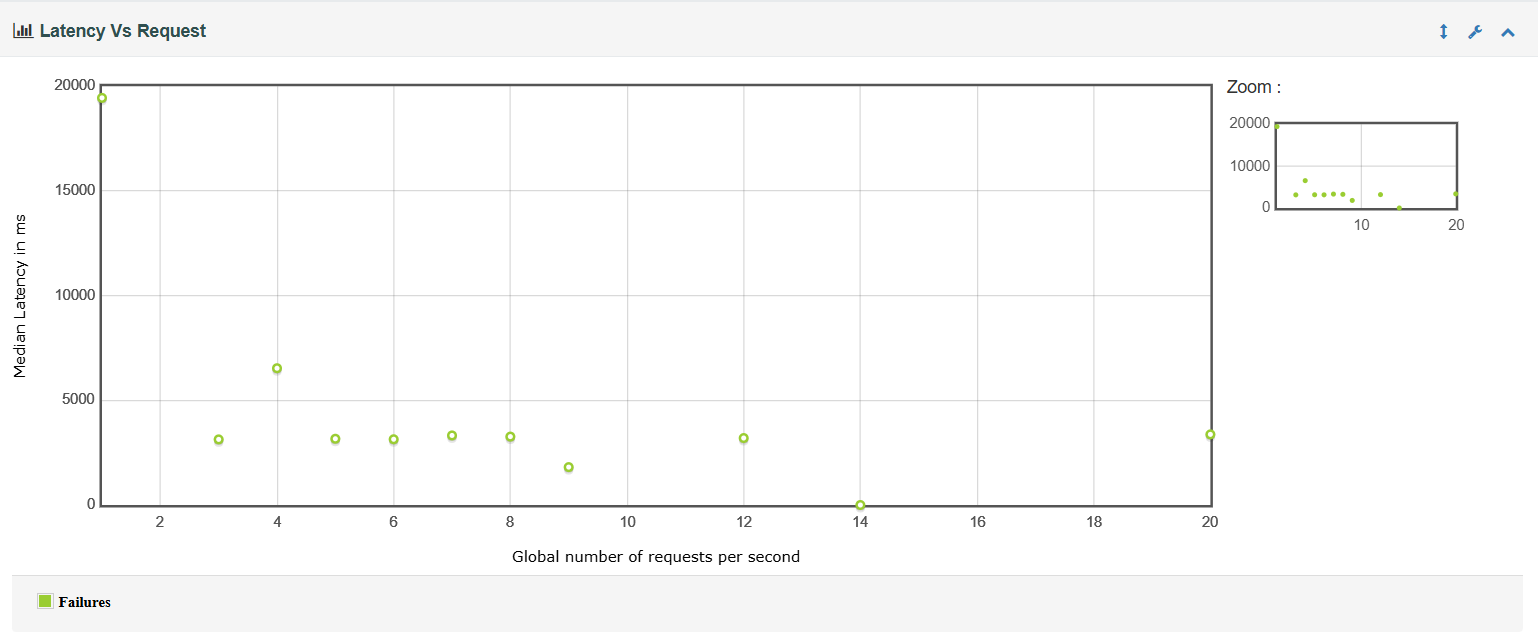 Latency Vs Request
20000
15000
10000
5000
0
Median Latency in ms
2 4 6 8 10 12 14 16 18 20
Global number of requests per second
Zoom :
20000
10000
0
10 20
Failures